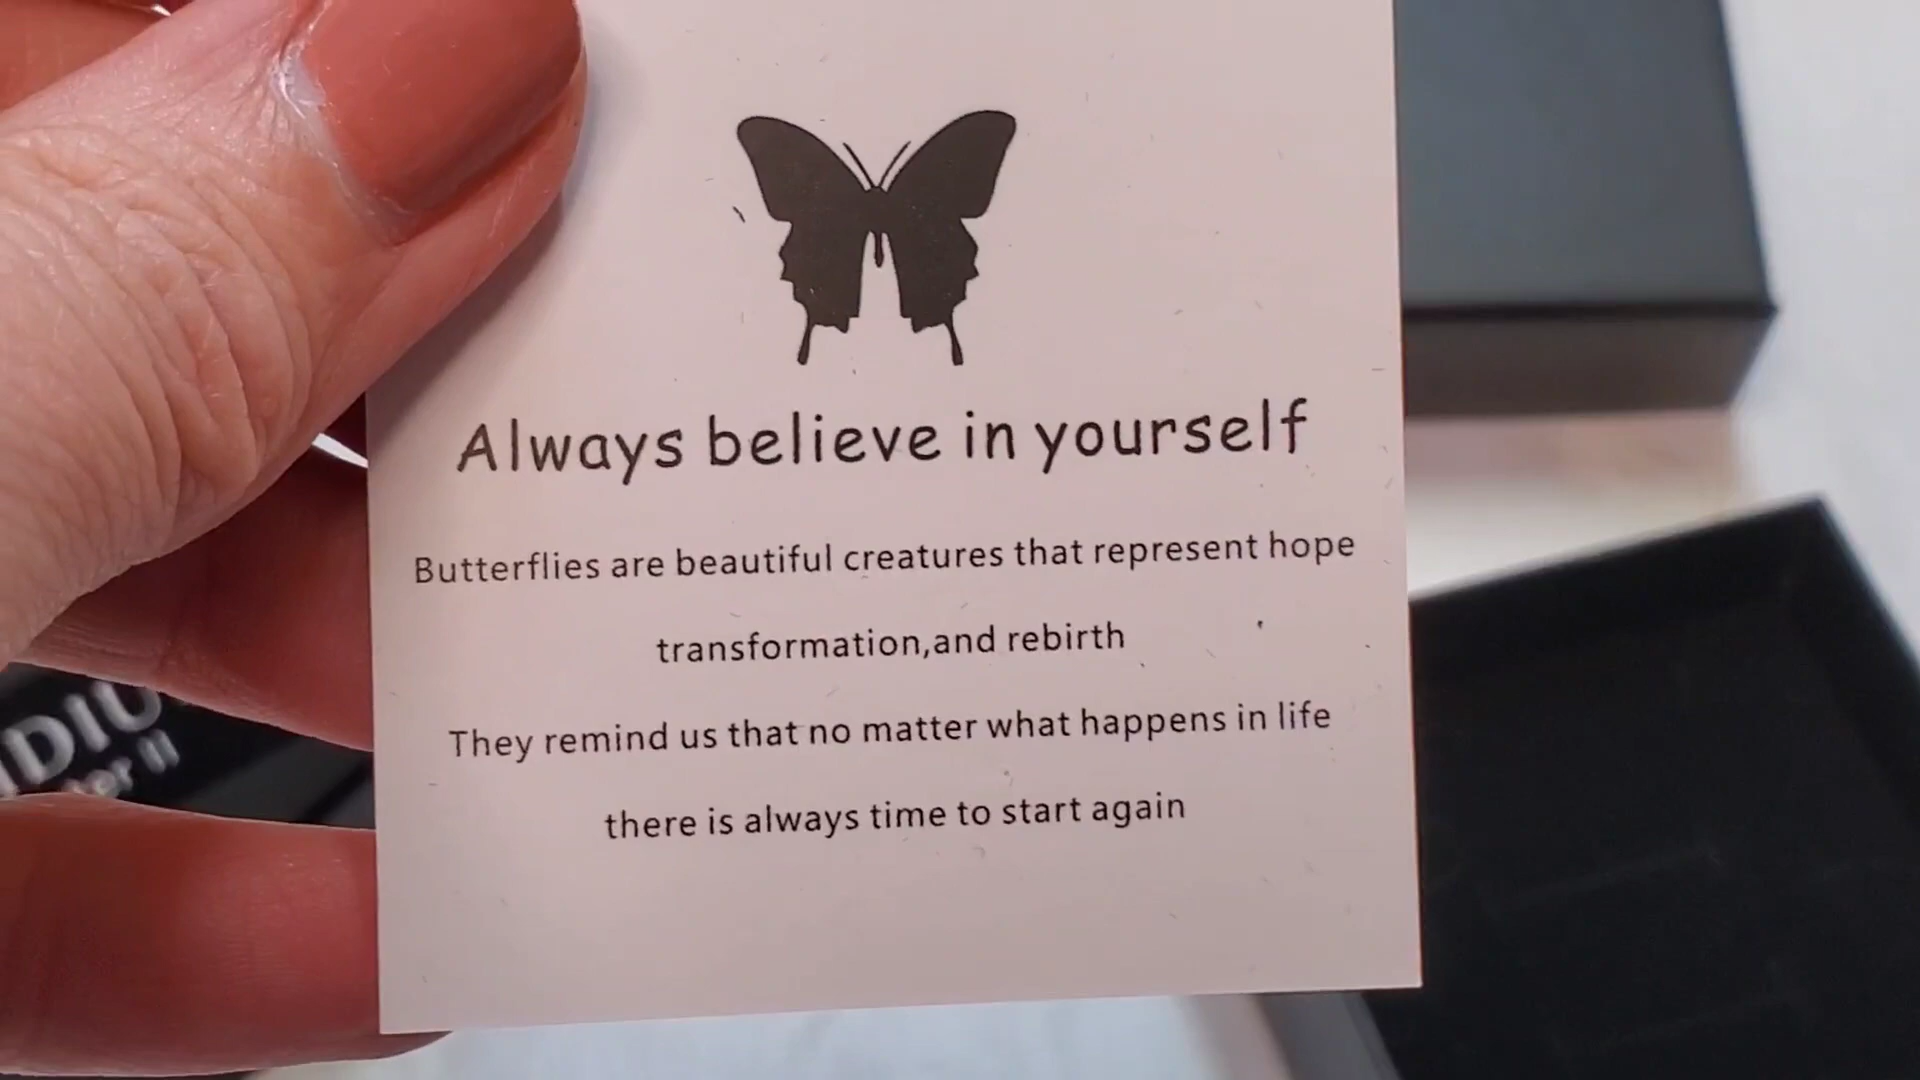 Always believe in yourself
Butterflies are beautiful creatures that represent hope
transformation,and rebirth
They remind us that no matter what happens in life
there is always time to start again